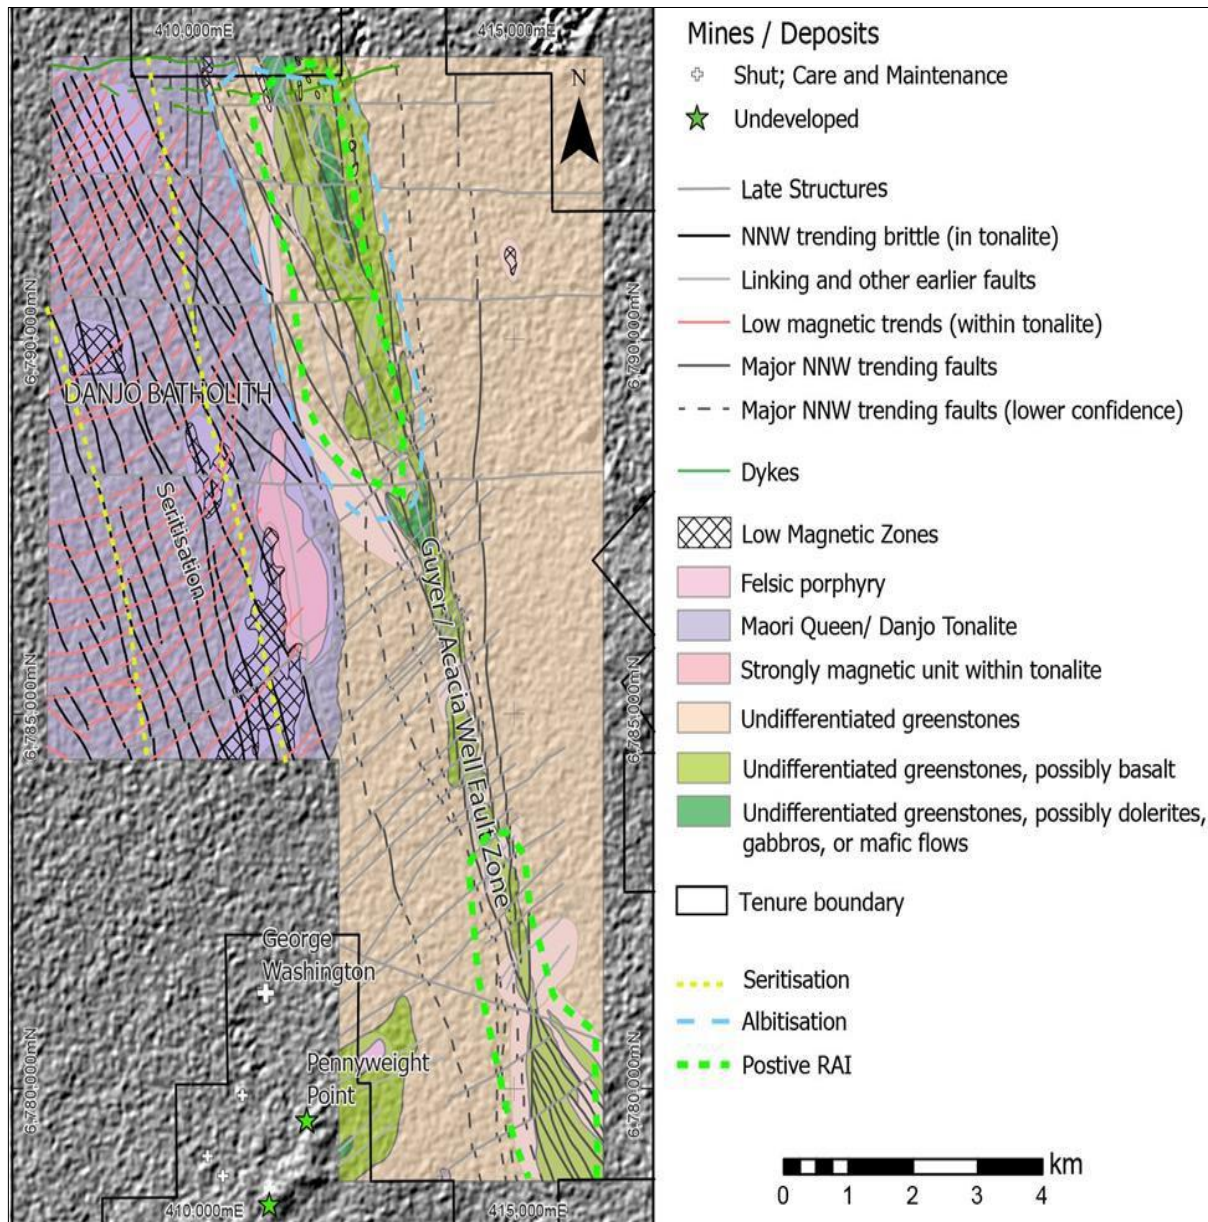 410,000mE
415,000mE
N
6,790,000mN
6,790,000mN
DANJO BATHOLITH
Seritisation
Guyer / Acacia Well Fault Zone
6,785,000mN
6,785,000mN
George
Washington
Pennyweight
Point
6,780,000mN
6,780,000mN
410,000mE
415,000mE
Mines / Deposits
Shut; Care and Maintenance
Undeveloped
Late Structures
NNW trending brittle (in tonalite)
Linking and other earlier faults
Low magnetic trends (within tonalite)
Major NNW trending faults
Major NNW trending faults (lower confidence)
Dykes
Low Magnetic Zones
Felsic porphyry
Maori Queen/ Danjo Tonalite
Strongly magnetic unit within tonalite
Undifferentiated greenstones
Undifferentiated greenstones, possibly basalt
Undifferentiated greenstones, possibly dolerites,
gabbros, or mafic flows
Tenure boundary
Seritisation
Albitisation
Postive RAI
km
0 1 2 3 4